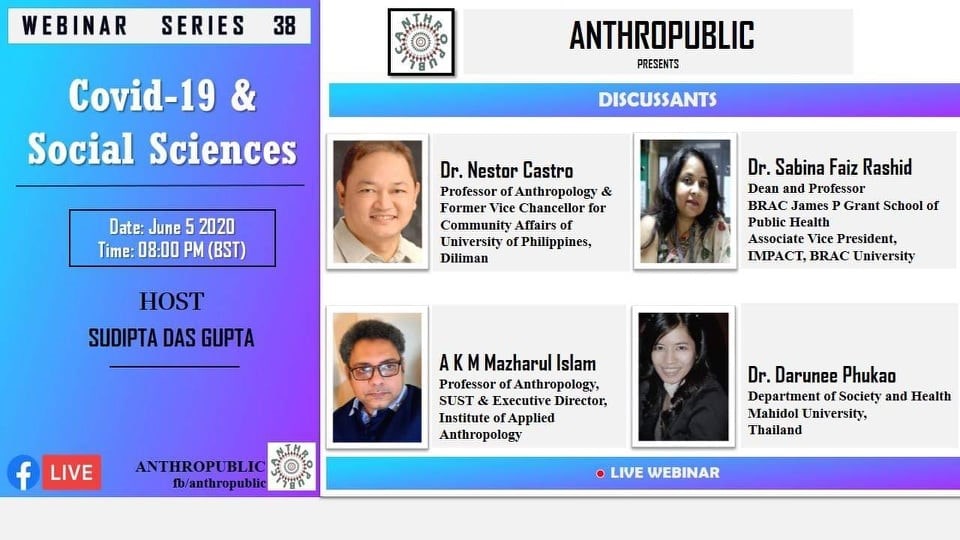 WEBINAR SERIES 38
Covid-19 &
Social Sciences
Date: June 5 2020
Time: 08:00 PM (BST)
HOST
SUDIPTA DAS GUPTA
LIVE
ANTHROPUBLIC
fb/anthropublic
ANTHROPUBLIC
ANTHROPUBLIC
ANTHROPUBLIC
PRESENTS
DISCUSSANTS
Dr. Nestor Castro
Professor of Anthropology &
Former Vice Chancellor for
Community Affairs of
University of Philippines,
Diliman
Dr. Sabina Faiz Rashid
Dean and Professor
BRAC James P Grant School of
Public Health
Associate Vice President,
IMPACT, BRAC University
A K M Mazharul Islam
Professor of Anthropology,
SUST & Executive Director,
Institute of Applied
Anthropology
Dr. Darunee Phukao
Department of Society and Health
Mahidol University,
Thailand
LIVE WEBINAR